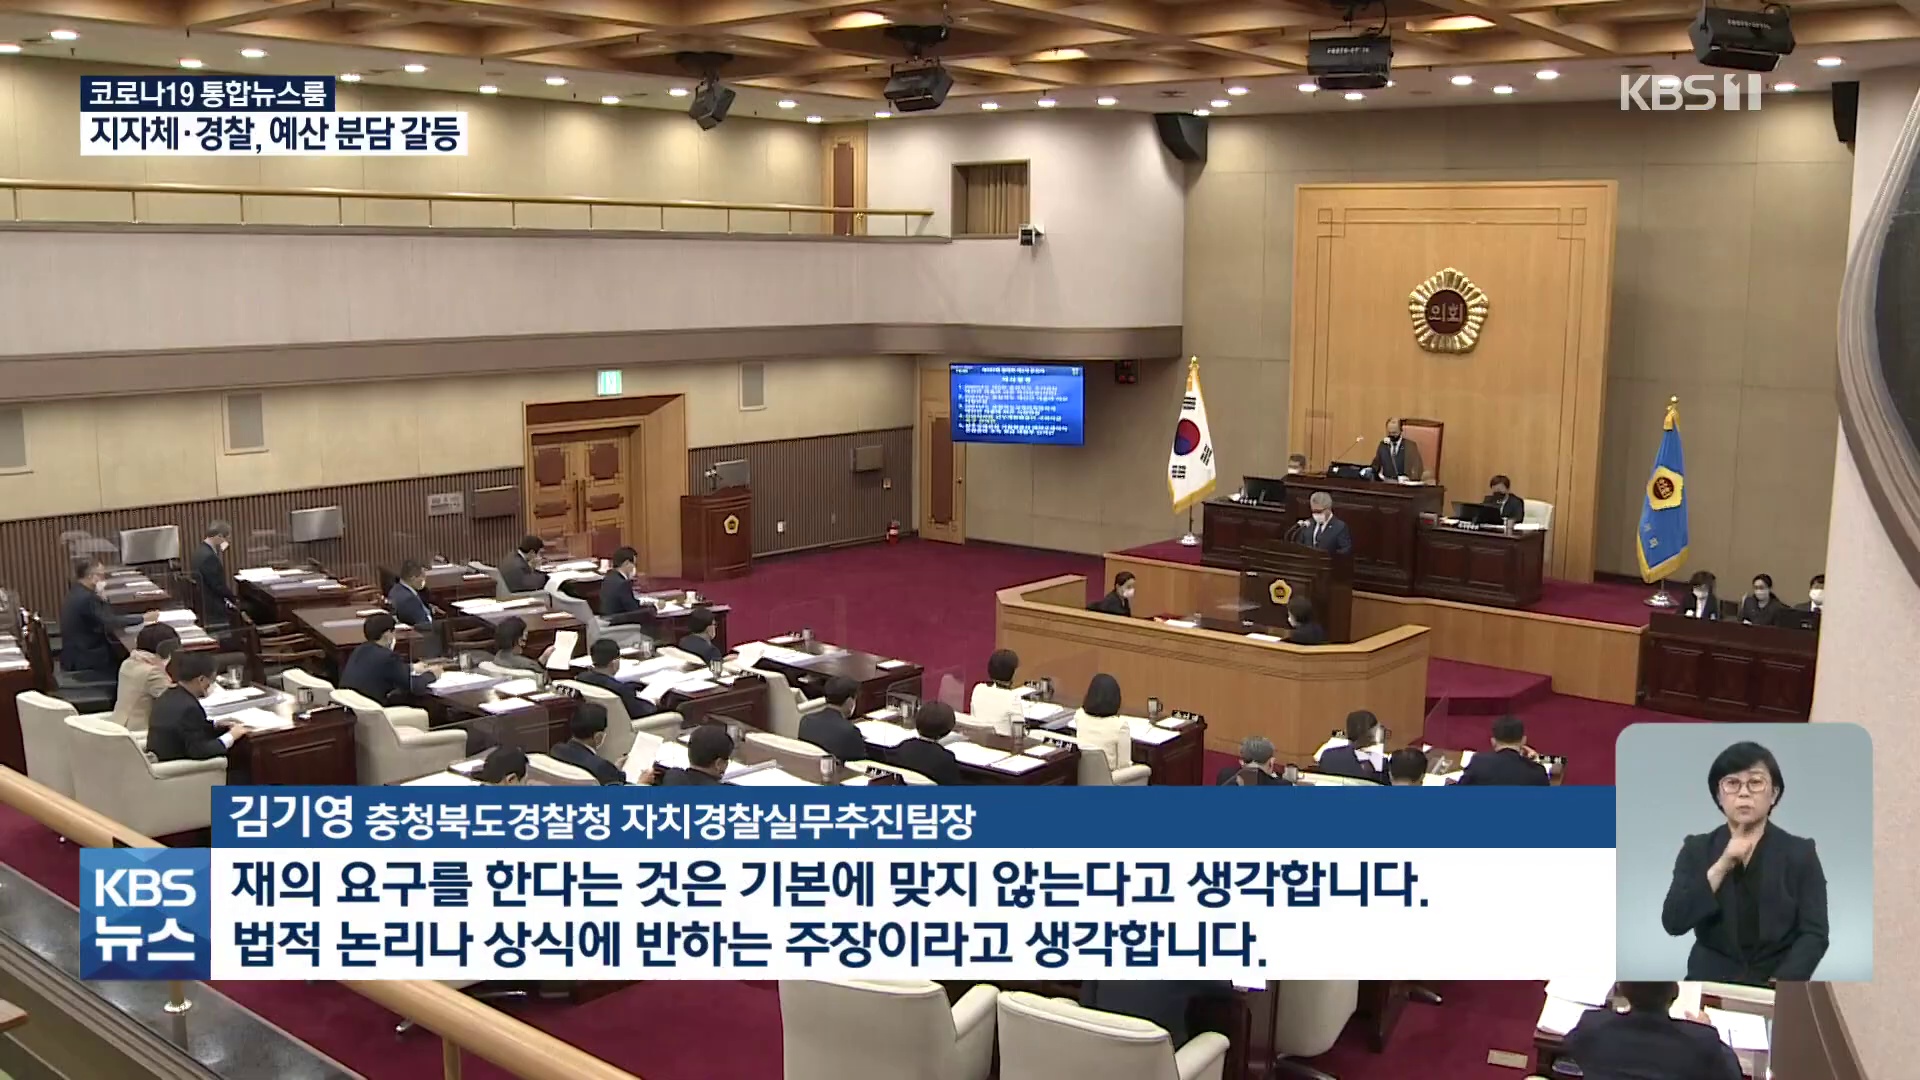 코로나19 통합뉴스룸
지자체·경찰, 예산 분담 갈등
KBS 1
의회
김기영 충청북도경찰청 자치경찰실무추진팀장
KBS
뉴스
재의 요구를 한다는 것은 기본에 맞지 않는다고 생각합니다.
법적 논리나 상식에 반하는 주장이라고 생각합니다.